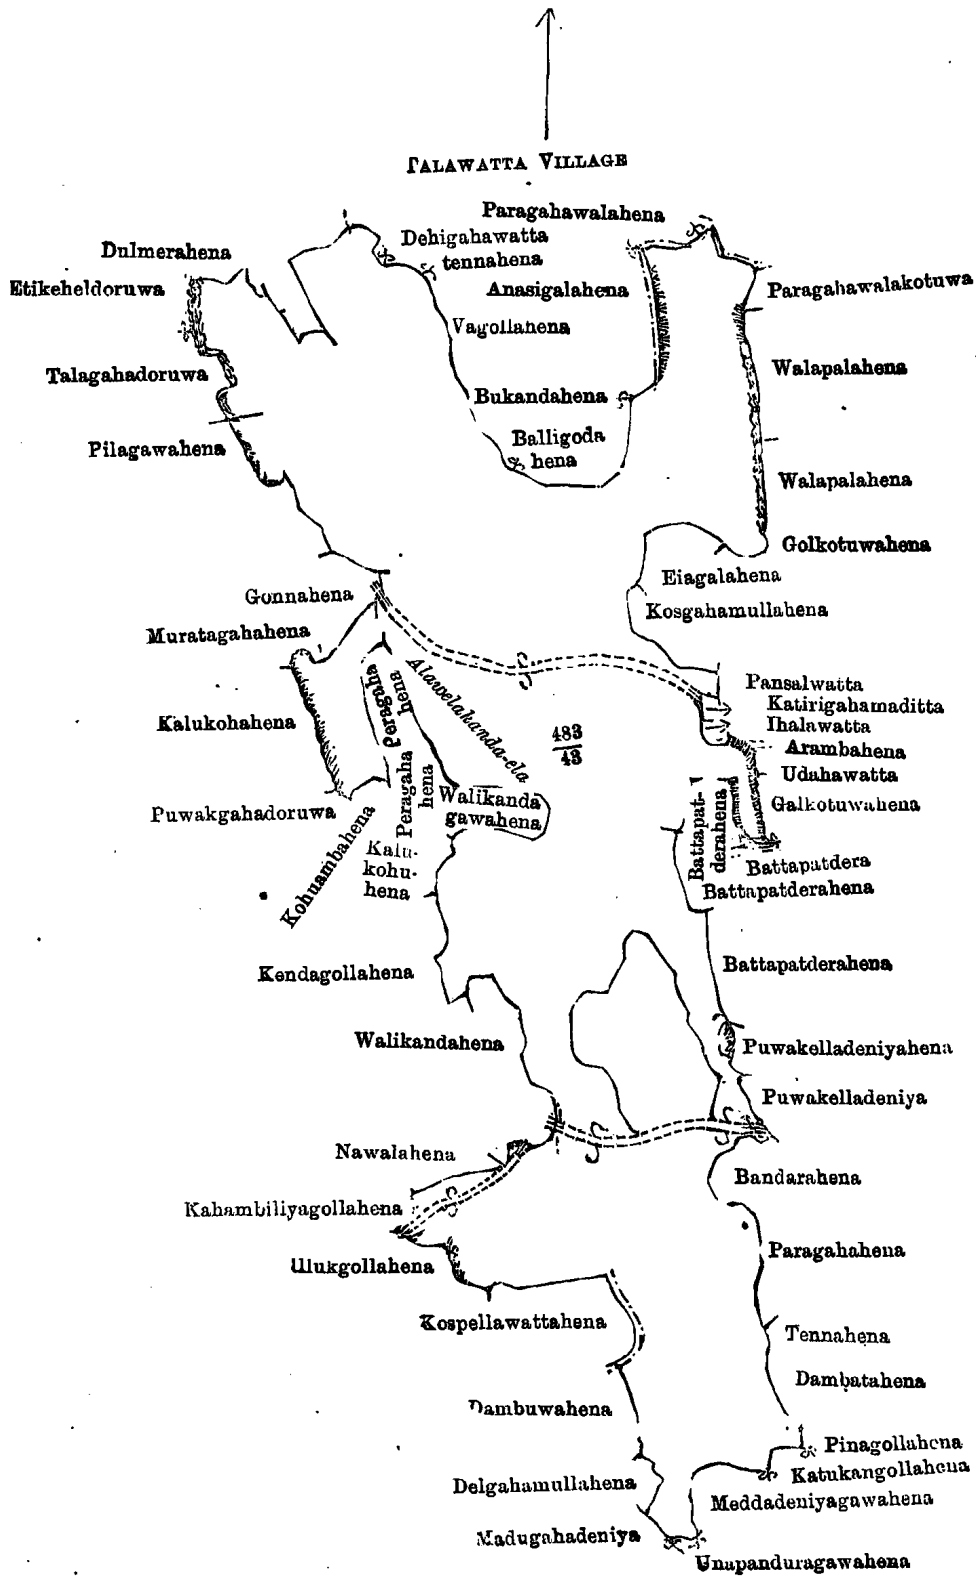 TALAWATTA VILLAGE
Paragahawalahena
Dehigahawatta
tennahena
Dulmerahena
Etikeheldoruwa
Anasigalahena
Paragahawalakotuwa
Vagollahena
Talagahadoruwa
Walapalahena
Bukandahena
Balligoda
hena
Pilagawahena
Walapalahena
Golkotuwahena
Eiagalahena
Gonnahena
Kosgahamullahena
Muratagahahena
Peragaha
hena
Alawelakanda-ela
Pansalwatta
Katirigahamaditta
Ihalawatta
Kalukohahena
483
43
Arambahena
Udahawatta
Peragaha
hena
Walikanda
gawahena
Battapat-
derahena
Galkotuwahena
Puwakgahadoruwa
Kohuambahena
Kalu-
kohu-
hena
Battapatdera
Battapatderahena
Kendagollahena
Battapatderahena
Walikandahena
Puwakelladeniyahena
Puwakelladeniya
Nawalahena
Bandarahena
Kahambiliyagollahena
Paragahahena
Ulukgollahena
Kospellawattahena
Tennahena
Dambatahena
Dambuwahena
Pinagollahena
Katukangollahena
Delgahamullahena
Meddadeniyagawahena
Madugahadeniya
Unapanduragawahena